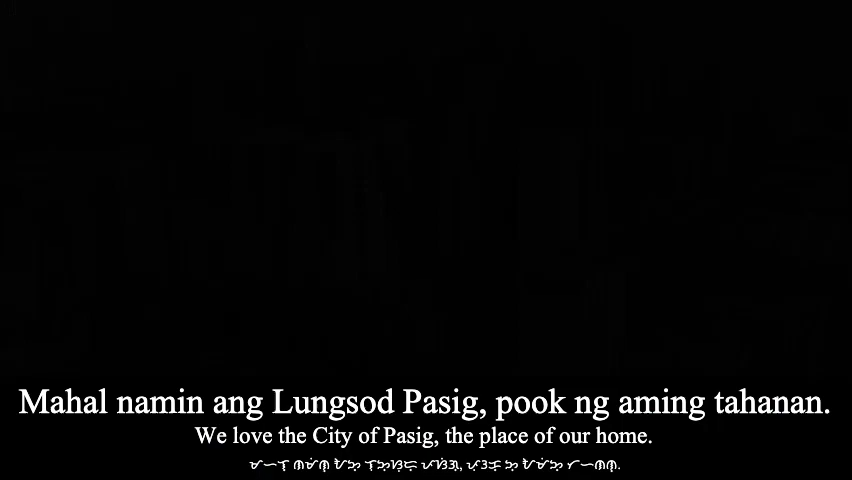 Mahal namin ang Lungsod Pasig, pook ng aming tahanan.
We love the City of Pasig, the place of our home.